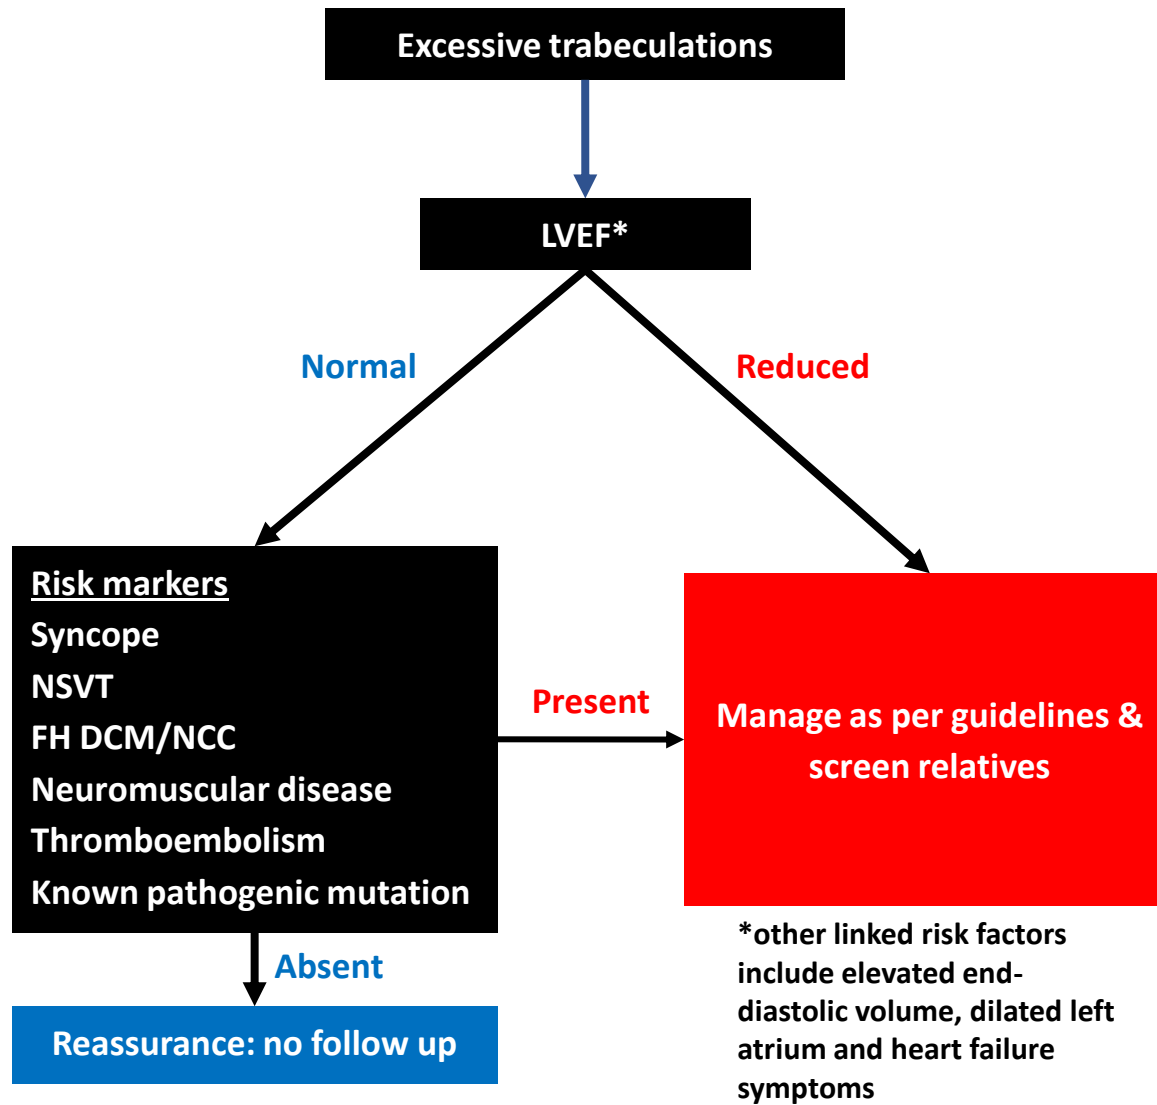 Excessive trabeculations
LVEF*
Normal
Reduced
Risk markers
Syncope
NSVT
FH DCM/NCC
Neuromuscular disease
Thromboembolism
Known pathogenic mutation
Present
Manage as per guidelines &
screen relatives
Absent
Reassurance: no follow up
*other linked risk factors
include elevated end-
diastolic volume, dilated left
atrium and heart failure
symptoms